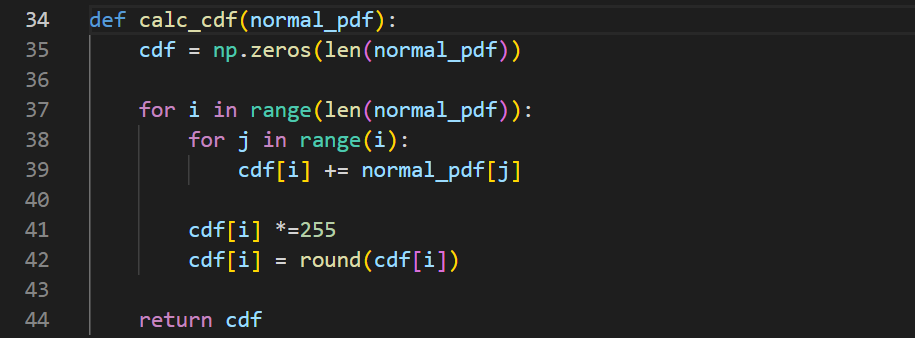 34 def calc_cdf(normal_pdf):
35     cdf = np.zeros(len(normal_pdf))
36
37     for i in range(len(normal_pdf)):
38         for j in range(i):
39             cdf[i] += normal_pdf[j]
40
41         cdf[i] *=255
42         cdf[i] = round(cdf[i])
43
44     return cdf